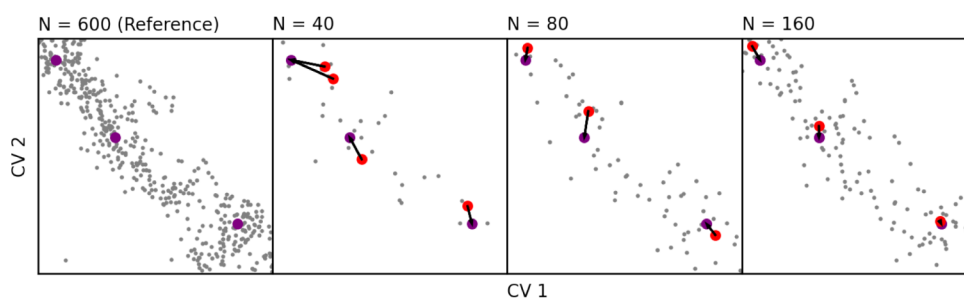 N = 600 (Reference)
N = 40
N = 80
N = 160
CV 2
CV 1